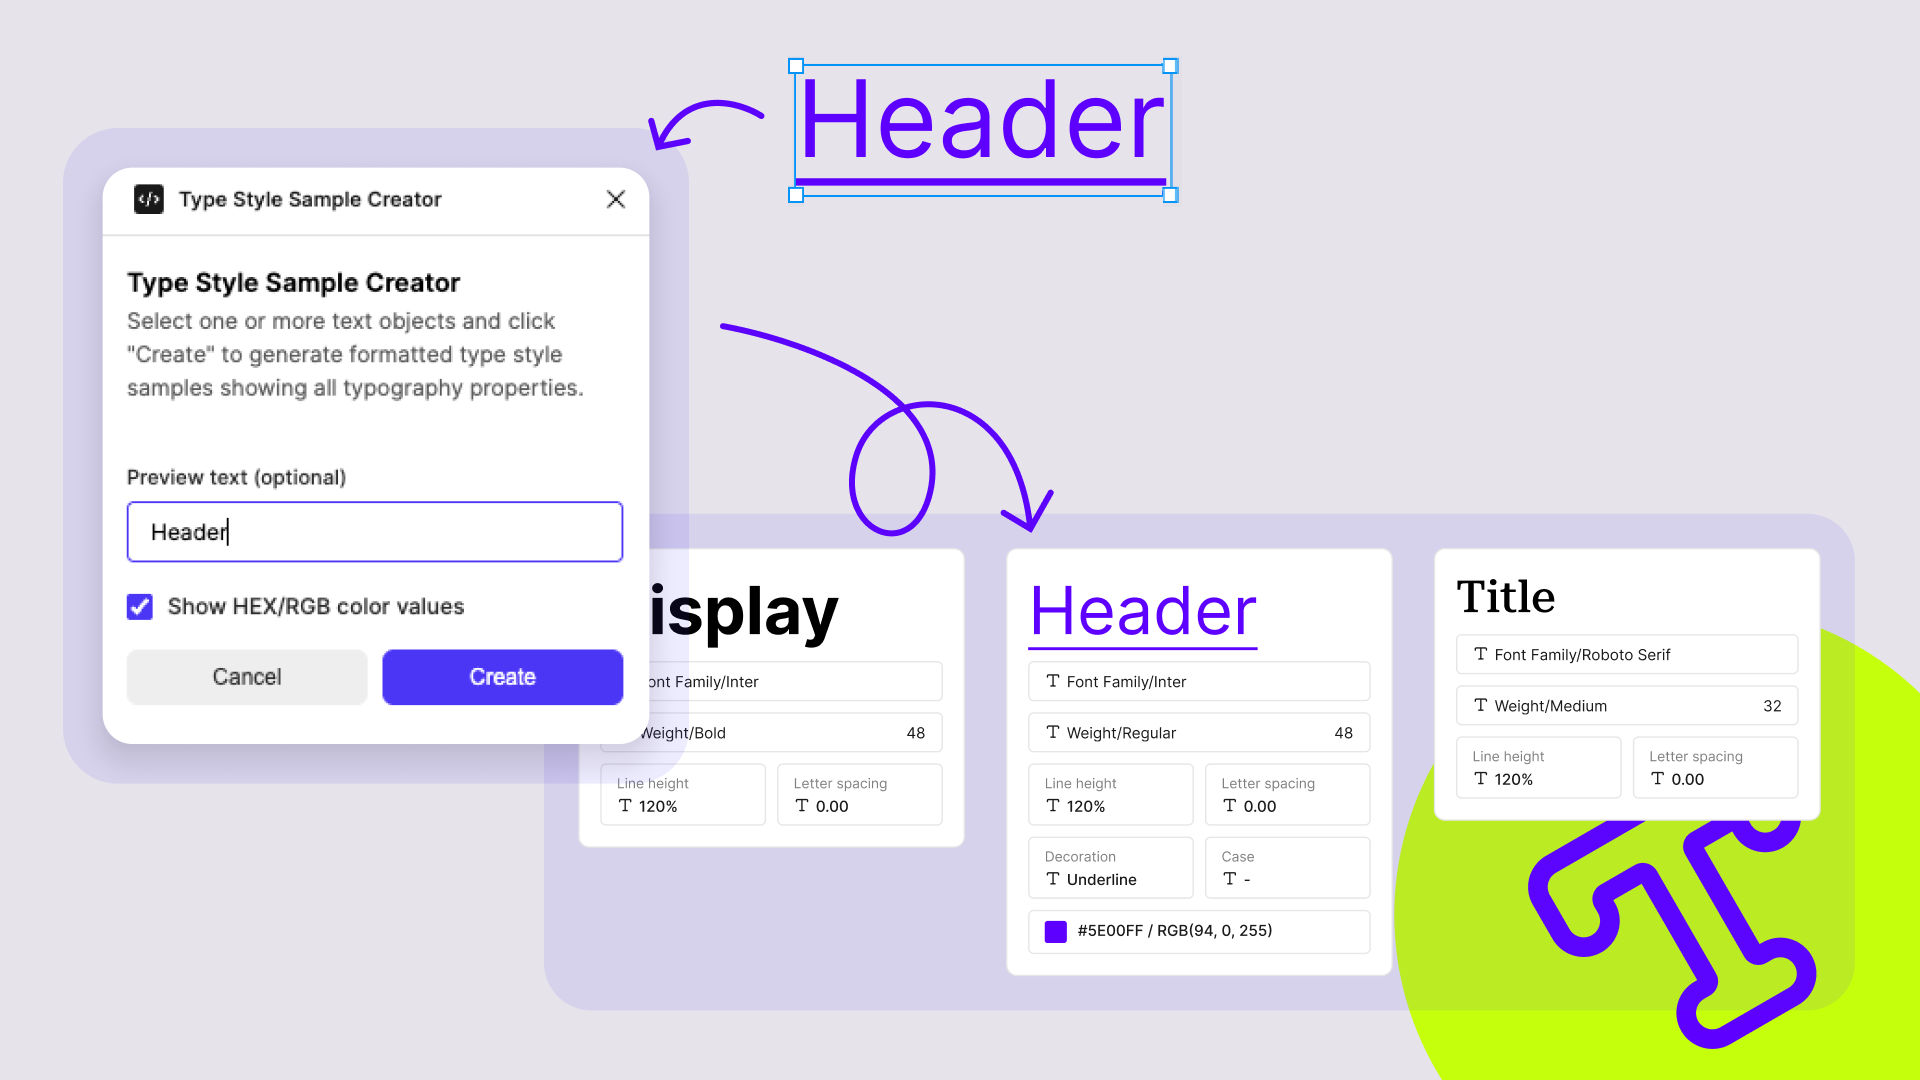 Header
Type Style Sample Creator
Type Style Sample Creator
Select one or more text objects and click
"Create" to generate formatted type style
samples showing all typography properties.
Preview text (optional)
Header
Show HEX/RGB color values
Cancel
Create
isplay
ont Family/Inter
Weight/Bold 48
Line height
120%
Letter spacing
0.00
Header
Font Family/Inter
Weight/Regular 48
Line height
120%
Letter spacing
0.00
Decoration
Underline
Case
-
#5E00FF / RGB(94, 0, 255)
Title
Font Family/Roboto Serif
Weight/Medium 32
Line height
120%
Letter spacing
0.00